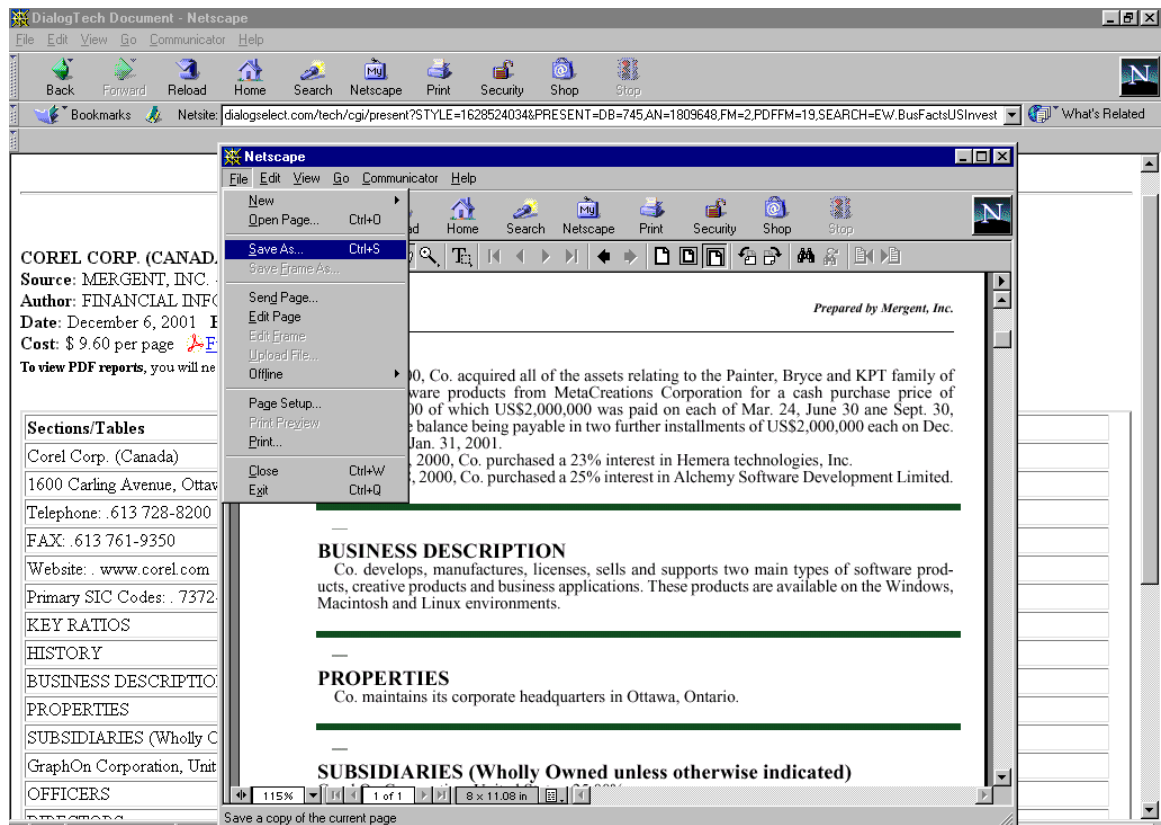 DialogTech Document - Netscape
File Edit View Go Communicator Help
Back Forward Reload Home Search Netscape Print Security Shop Stop
Bookmarks Netsite: dialogselect.com/tech/cgi/present?STYLE=1628524034&PRESENT=DB=745,AN=1809648,FM=2,PDFFM=19,SEARCH=EW.BusFactsUSInvest What's Related
COREL CORP. (CANAD
Source: MERGENT, INC.
Author: FINANCIAL INF
Date: December 6, 2001
Cost: $ 9.60 per page F
To view PDF reports, you will ne
Sections/Tables
Corel Corp. (Canada)
1600 Carling Avenue, Ottaw
Telephone: .613 728-8200
FAX: .613 761-9350
Website: . www.corel.com
Primary SIC Codes: . 7372-
KEY RATIOS
HISTORY
BUSINESS DESCRIPTIO
PROPERTIES
SUBSIDIARIES (Wholly O
GraphOn Corporation, Unit
OFFICERS
DIRECTORS
Netscape
File Edit View Go Communicator Help
New
Open Page... Ctrl+O
Save As... Ctrl+S
Save Frame As...
Send Page...
Edit Page
Edit Frame
Upload File...
Offline
Page Setup...
Print Preview
Print...
Close Ctrl+W
Exit Ctrl+Q
ad Home Search Netscape Print Security Shop Stop
Prepared by Mergent, Inc.
00, Co. acquired all of the assets relating to the Painter, Bryce and KPT family of
ware products from MetaCreations Corporation for a cash purchase price of
00 of which US$2,000,000 was paid on each of Mar. 24, June 30 ane Sept. 30,
e balance being payable in two further installments of US$2,000,000 each on Dec.
Jan. 31, 2001.
, 2000, Co. purchased a 23% interest in Hemera technologies, Inc.
, 2000, Co. purchased a 25% interest in Alchemy Software Development Limited.
BUSINESS DESCRIPTION
Co. develops, manufactures, licenses, sells and supports two main types of software prod-
ucts, creative products and business applications. These products are available on the Windows,
Macintosh and Linux environments.
PROPERTIES
Co. maintains its corporate headquarters in Ottawa, Ontario.
SUBSIDIARIES (Wholly Owned unless otherwise indicated)
115% 1 of 1 8 x 11.08 in
Save a copy of the current page